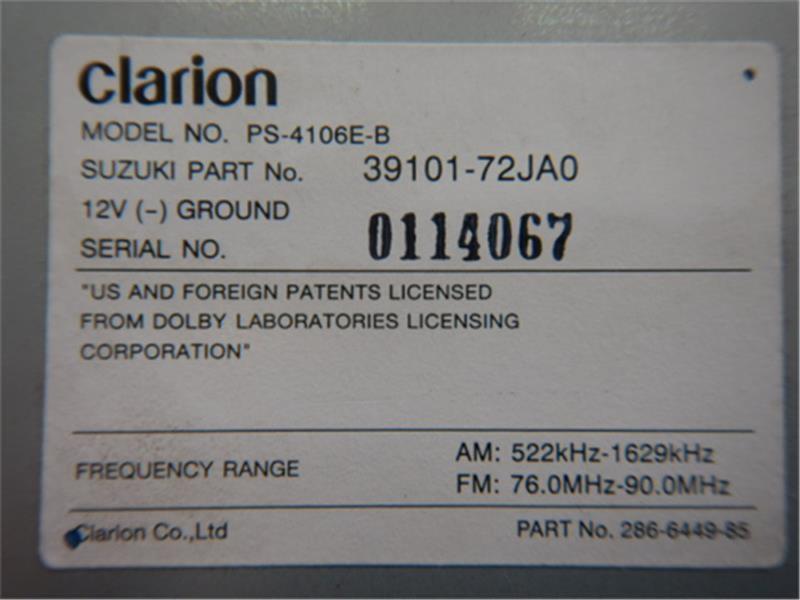 Clarion
MODEL NO. PS-4106E-B
SUZUKI PART No. 39101-72JA0
12V (-) GROUND
SERIAL NO. 0114067
"US AND FOREIGN PATENTS LICENSED
FROM DOLBY LABORATORIES LICENSING
CORPORATION"
FREQUENCY RANGE
AM: 522kHz-1629kHz
FM: 76.0MHz-90.0MHz
Clarion Co.,Ltd PART No. 286-6449-85